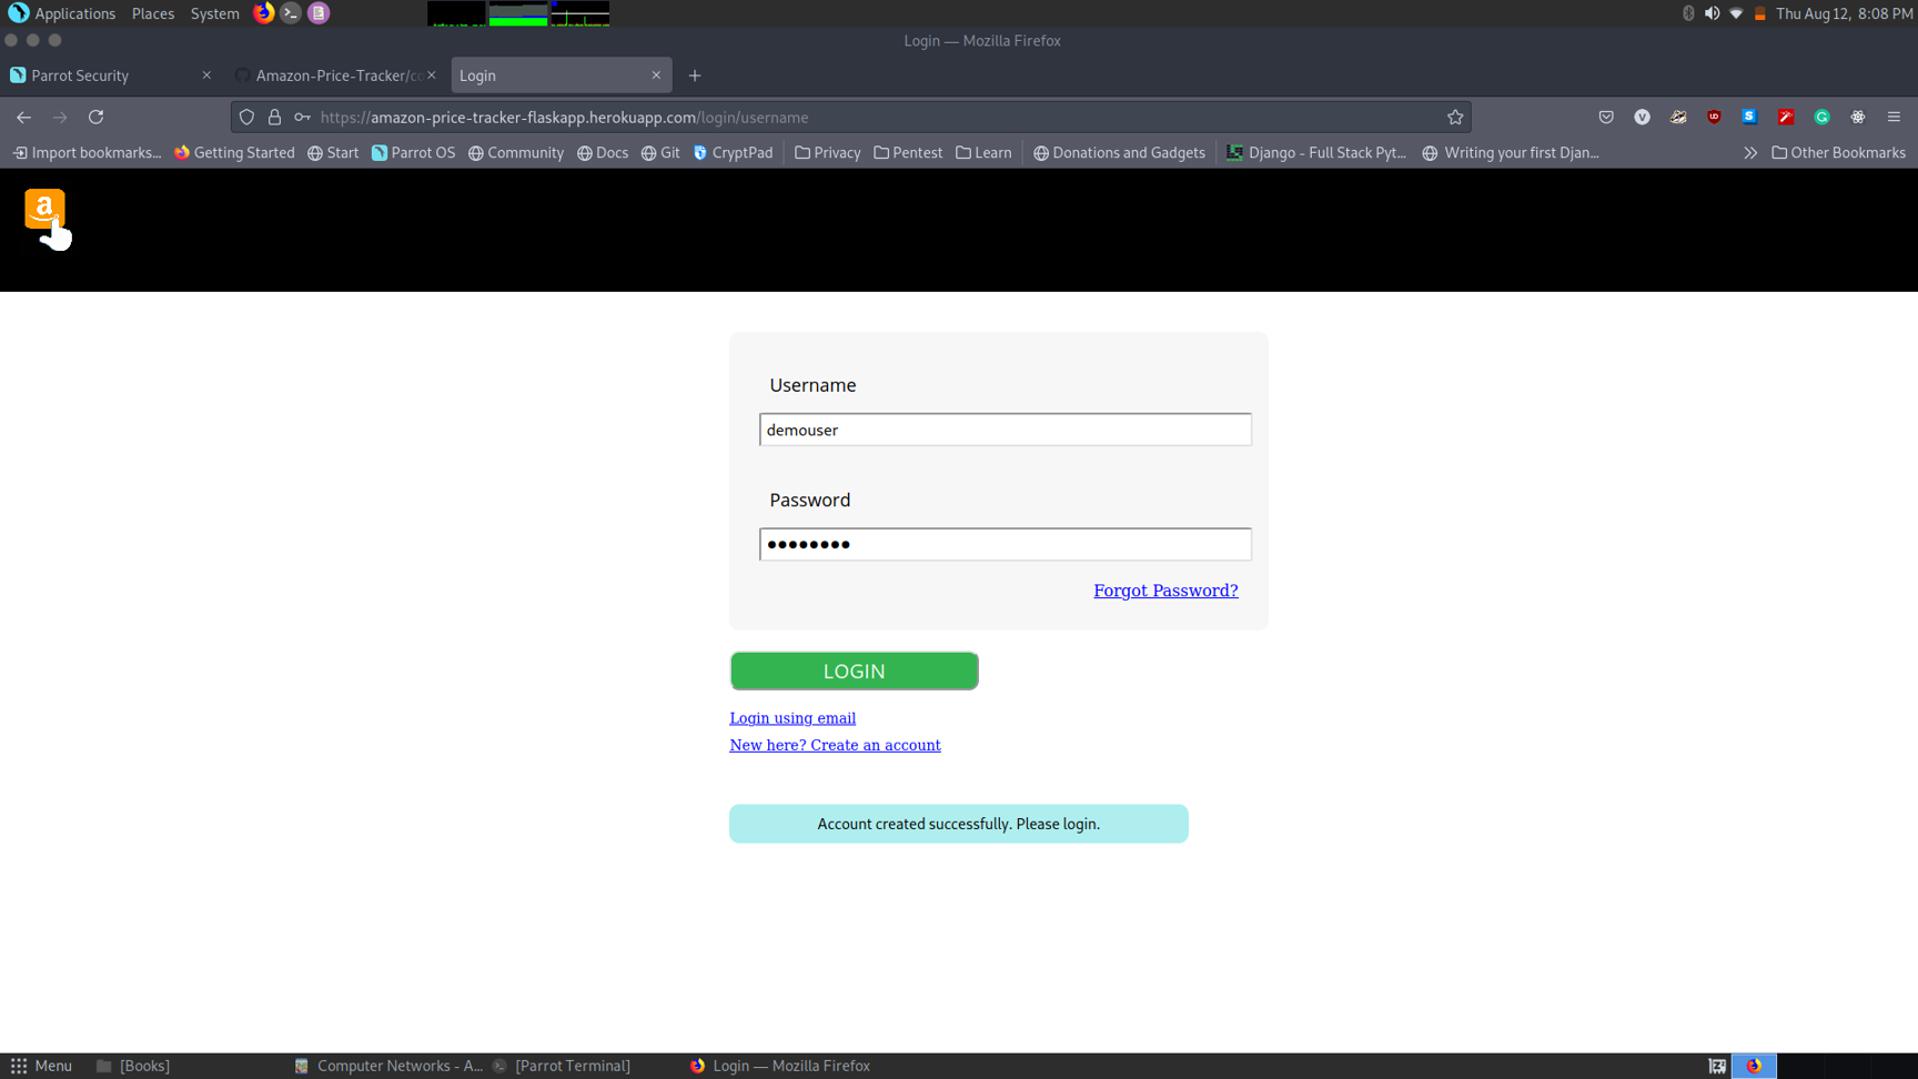 Applications Places System Thu Aug 12, 8:08 PM
Login — Mozilla Firefox
Parrot Security Amazon-Price-Tracker/co Login
https://amazon-price-tracker-flaskapp.herokuapp.com/login/username
Import bookmarks... Getting Started Start Parrot OS Community Docs Git CryptPad Privacy Pentest Learn Donations and Gadgets Django - Full Stack Pyt... Writing your first Djan... Other Bookmarks
Username
demouser
Password
Forgot Password?
LOGIN
Login using email
New here? Create an account
Account created successfully. Please login.
Menu [Books] Computer Networks - A... [Parrot Terminal] Login — Mozilla Firefox